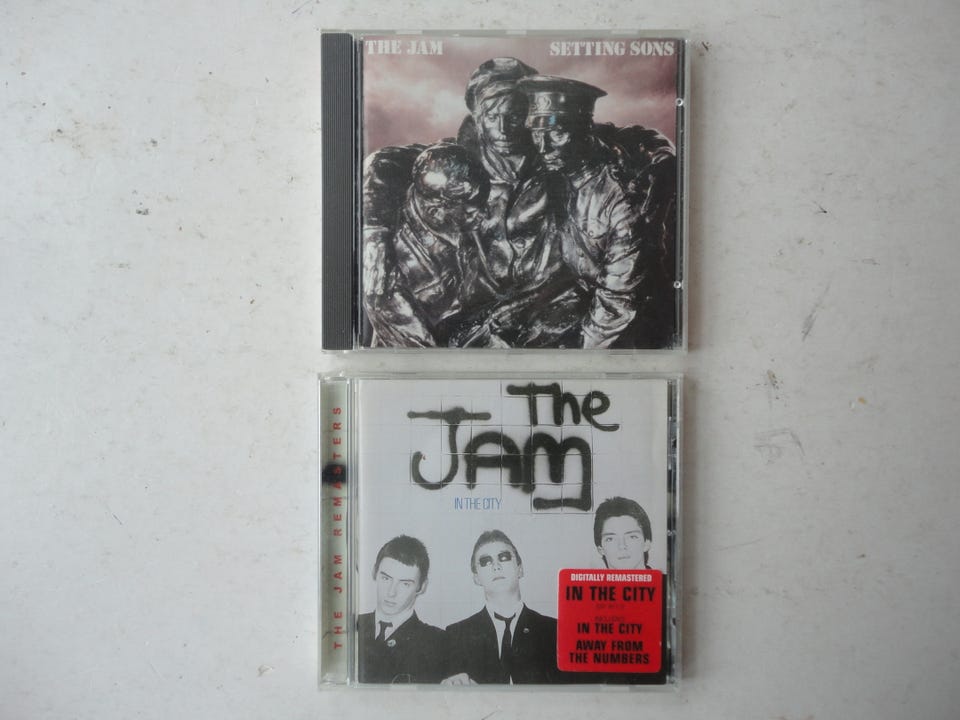 THE JAM SETTING SONS
THE JAM REMASTERS
The
JAM
IN THE CITY
DIGITALLY REMASTERED
IN THE CITY
INCLUDES
IN THE CITY
AWAY FROM
THE NUMBERS